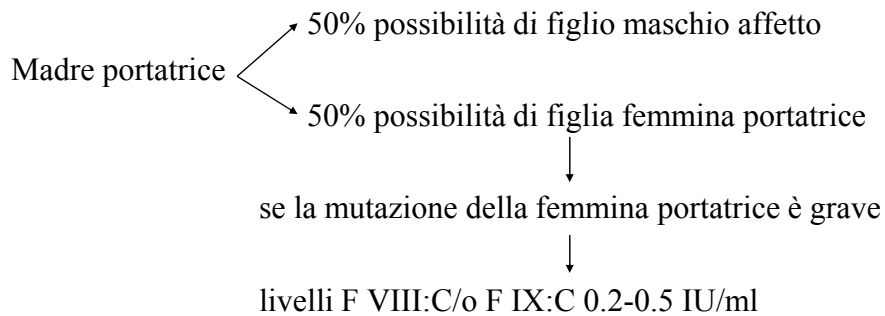 50% possibilità di figlio maschio affetto
Madre portatrice
50% possibilità di figlia femmina portatrice
se la mutazione della femmina portatrice è grave
livelli F VIII:C/o F IX:C 0.2-0.5 IU/ml